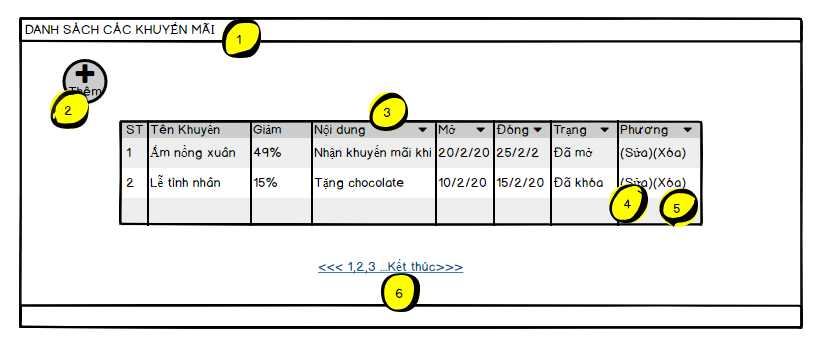 DANH SÁCH CÁC KHUYẾN MÃI
1
Thêm
2
3
ST Tên Khuyến Giảm Nội dung Mở Đóng Trạng Phương
1 Ấm nồng xuân 49% Nhận khuyến mãi khi 20/2/20 25/2/2 Đã mở (Sửa)(Xóa)
2 Lễ tình nhân 15% Tặng chocolate 10/2/20 15/2/20 Đã khóa (Sửa)(Xóa)
4 5
<<< 1,2,3 ...Kết thúc>>>
6